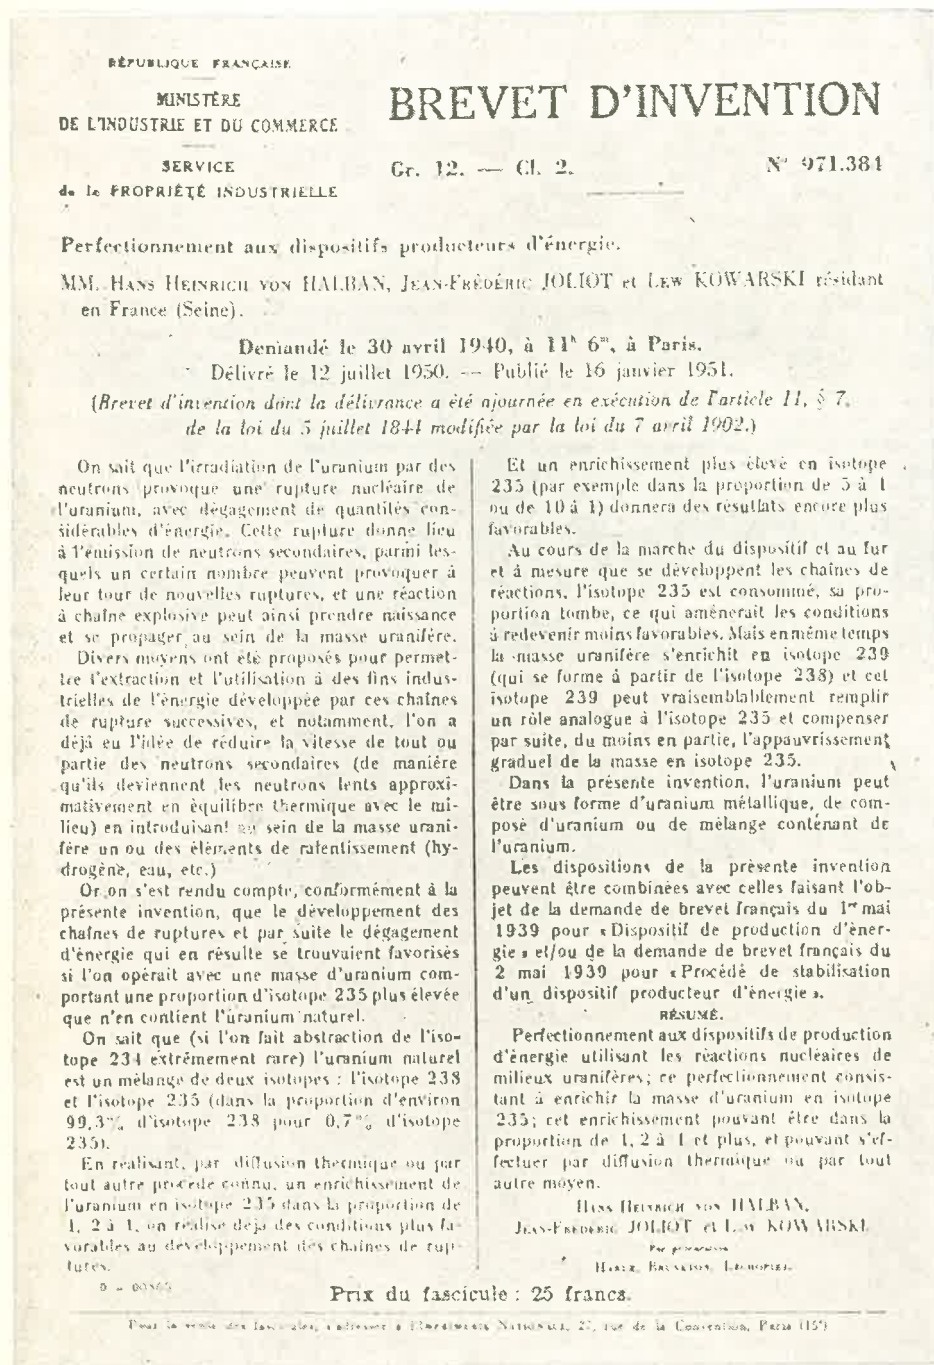 RÉPUBLIQUE FRANÇAISE
MINISTÈRE
DE L'INDUSTRIE ET DU COMMERCE
SERVICE
de la PROPRIÉTÉ INDUSTRIELLE
BREVET D'INVENTION
Gr. 12. — Cl. 2.
N° 971.384
Perfectionnement aux dispositifs producteurs d'énergie.
MM. Hans Heinrich von HALBAN, Jean-Frédéric JOLIOT et Lew KOWARSKI résidant
en France (Seine).
Demandé le 30 avril 1940, à 11h 6m, à Paris.
Délivré le 12 juillet 1950. — Publié le 16 janvier 1951.
(Brevet d'invention dont la délivrance a été ajournée en exécution de l'article 11, § 7,
de la loi du 5 juillet 1844 modifiée par la loi du 7 avril 1902.)
On sait que l'irradiation de l'uranium par des
neutrons provoque une rupture nucléaire de
l'uranium, avec dégagement de quantités con-
sidérables d'énergie. Cette rupture donne lieu
à l'émission de neutrons secondaires, parmi les-
quels un certain nombre peuvent provoquer à
leur tour de nouvelles ruptures, et une réaction
à chaîne explosive peut ainsi prendre naissance
et se propager au sein de la masse uranifère.
Divers moyens ont été proposés pour permet-
tre l'extraction et l'utilisation à des fins indus-
trielles de l'énergie développée par ces chaînes
de rupture successives, et notamment, l'on a
déjà eu l'idée de réduire la vitesse de tout ou
partie des neutrons secondaires (de manière
qu'ils deviennent les neutrons lents approxi-
mativement en équilibre thermique avec le mi-
lieu) en introduisant au sein de la masse urani-
fère un ou des éléments de ralentissement (hy-
drogène, eau, etc.)
Or on s'est rendu compte, conformément à la
présente invention, que le développement des
chaînes de ruptures et par suite le dégagement
d'énergie qui en résulte se trouvaient favorisés
si l'on opérait avec une masse d'uranium com-
portant une proportion d'isotope 235 plus élevée
que n'en contient l'uranium naturel.
On sait que (si l'on fait abstraction de l'iso-
tope 234 extrêmement rare) l'uranium naturel
est un mélange de deux isotopes : l'isotope 238
et l'isotope 235 (dans la proportion d'environ
99,3% d'isotope 238 pour 0,7% d'isotope
235).
En réalisant, par diffusion thermique ou par
tout autre procédé connu, un enrichissement de
l'uranium en isotope 235 dans la proportion de
1, 2 à 1, on réalise déjà des conditions plus fa-
vorables au développement des chaînes de rup-
tures.
Et un enrichissement plus élevé en isotope
235 (par exemple dans la proportion de 5 à 1
ou de 10 à 1) donnera des résultats encore plus
favorables.
Au cours de la marche du dispositif et au fur
et à mesure que se développent les chaînes de
réactions, l'isotope 235 est consommé, sa pro-
portion tombe, ce qui amènerait les conditions
à redevenir moins favorables. Mais en même temps
la masse uranifère s'enrichit en isotope 239
(qui se forme à partir de l'isotope 238) et cet
isotope 239 peut vraisemblablement remplir
un rôle analogue à l'isotope 235 et compenser
par suite, du moins en partie, l'appauvrissement
graduel de la masse en isotope 235.
Dans la présente invention, l'uranium peut
être sous forme d'uranium métallique, de com-
posé d'uranium ou de mélange contenant de
l'uranium.
Les dispositions de la présente invention
peuvent être combinées avec celles faisant l'ob-
jet de la demande de brevet français du 1er mai
1939 pour « Dispositif de production d'éner-
gie » et/ou de la demande de brevet français du
2 mai 1939 pour « Procédé de stabilisation
d'un dispositif producteur d'énergie ».
RÉSUMÉ.
Perfectionnement aux dispositifs de production
d'énergie utilisant les réactions nucléaires de
milieux uranifères; ce perfectionnement consis-
tant à enrichir la masse d'uranium en isotope
235; cet enrichissement pouvant être dans la
proportion de 1, 2 à 1 et plus, et pouvant s'ef-
fectuer par diffusion thermique ou par tout
autre moyen.
Hans Heinrich von HALBAN,
Jean-Frédéric JOLIOT et Lew KOWARSKI.
Par procuration
Prix du fascicule : 25 francs.
Pour la vente des fascicules, s'adresser à l'Imprimerie Nationale, 27, rue de la Convention, Paris (15e)